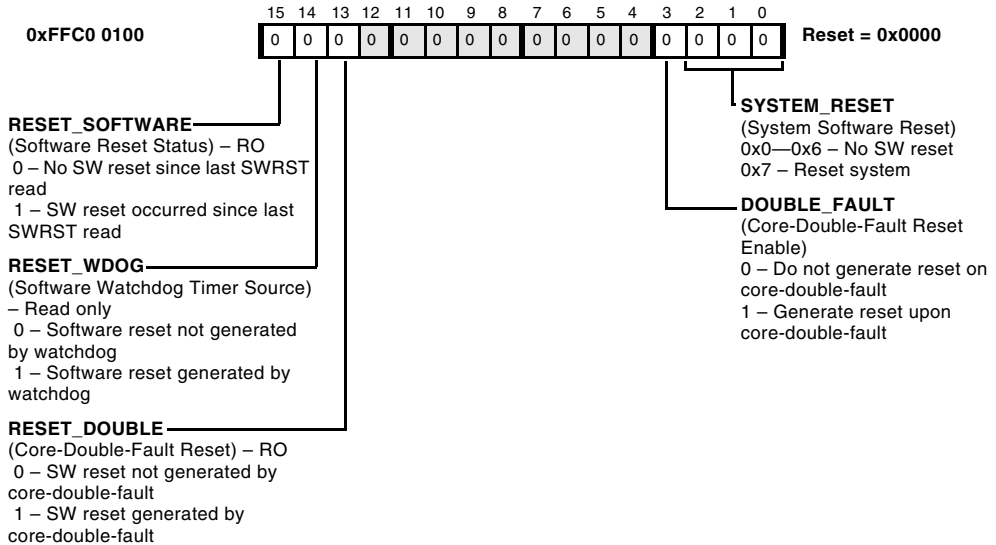 15 14 13 12 11 10 9 8 7 6 5 4 3 2 1 0
0xFFC0 0100
0 0 0 0 0 0 0 0 0 0 0 0 0 0 0 0
Reset = 0x0000
RESET_SOFTWARE
(Software Reset Status) – RO
0 – No SW reset since last SWRST
read
1 – SW reset occurred since last
SWRST read
RESET_WDOG
(Software Watchdog Timer Source)
– Read only
0 – Software reset not generated
by watchdog
1 – Software reset generated by
watchdog
RESET_DOUBLE
(Core-Double-Fault Reset) – RO
0 – SW reset not generated by
core-double-fault
1 – SW reset generated by
core-double-fault
SYSTEM_RESET
(System Software Reset)
0x0—0x6 – No SW reset
0x7 – Reset system
DOUBLE_FAULT
(Core-Double-Fault Reset
Enable)
0 – Do not generate reset on
core-double-fault
1 – Generate reset upon
core-double-fault